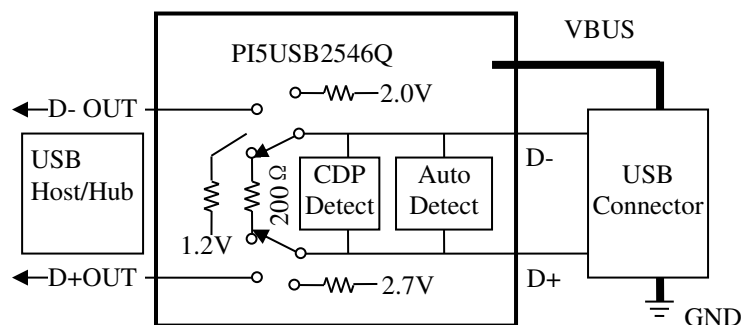 VBUS
PI5USB2546Q
2.0V
D- OUT
USB
Host/Hub
200Ω
CDP
Detect
Auto
Detect
D-
USB
Connector
1.2V
D+OUT
2.7V
D+
GND